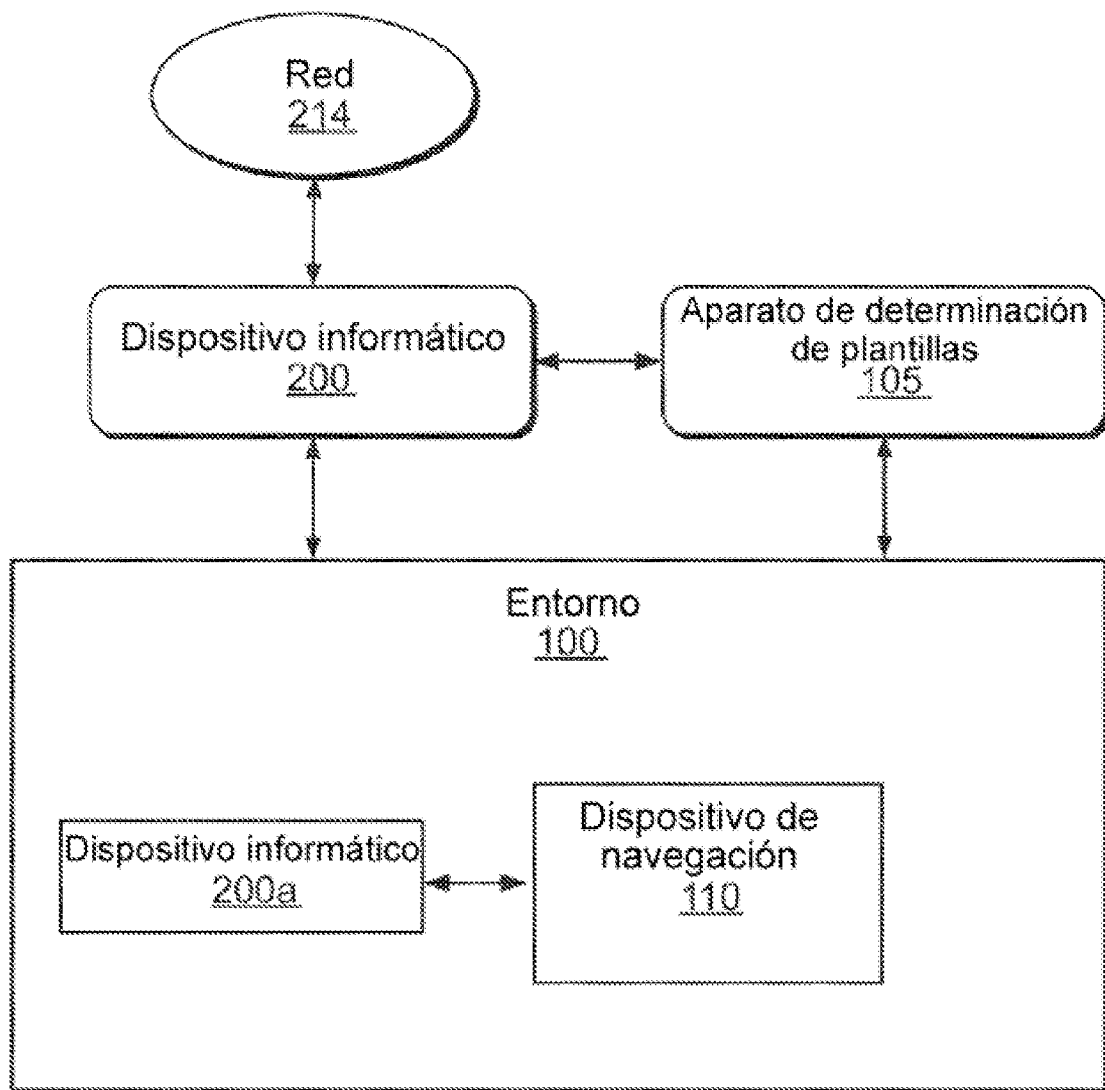 Red
214
Dispositivo informático
200
Aparato de determinación
de plantillas
105
Entorno
100
Dispositivo informático
200a
Dispositivo de
navegación
110